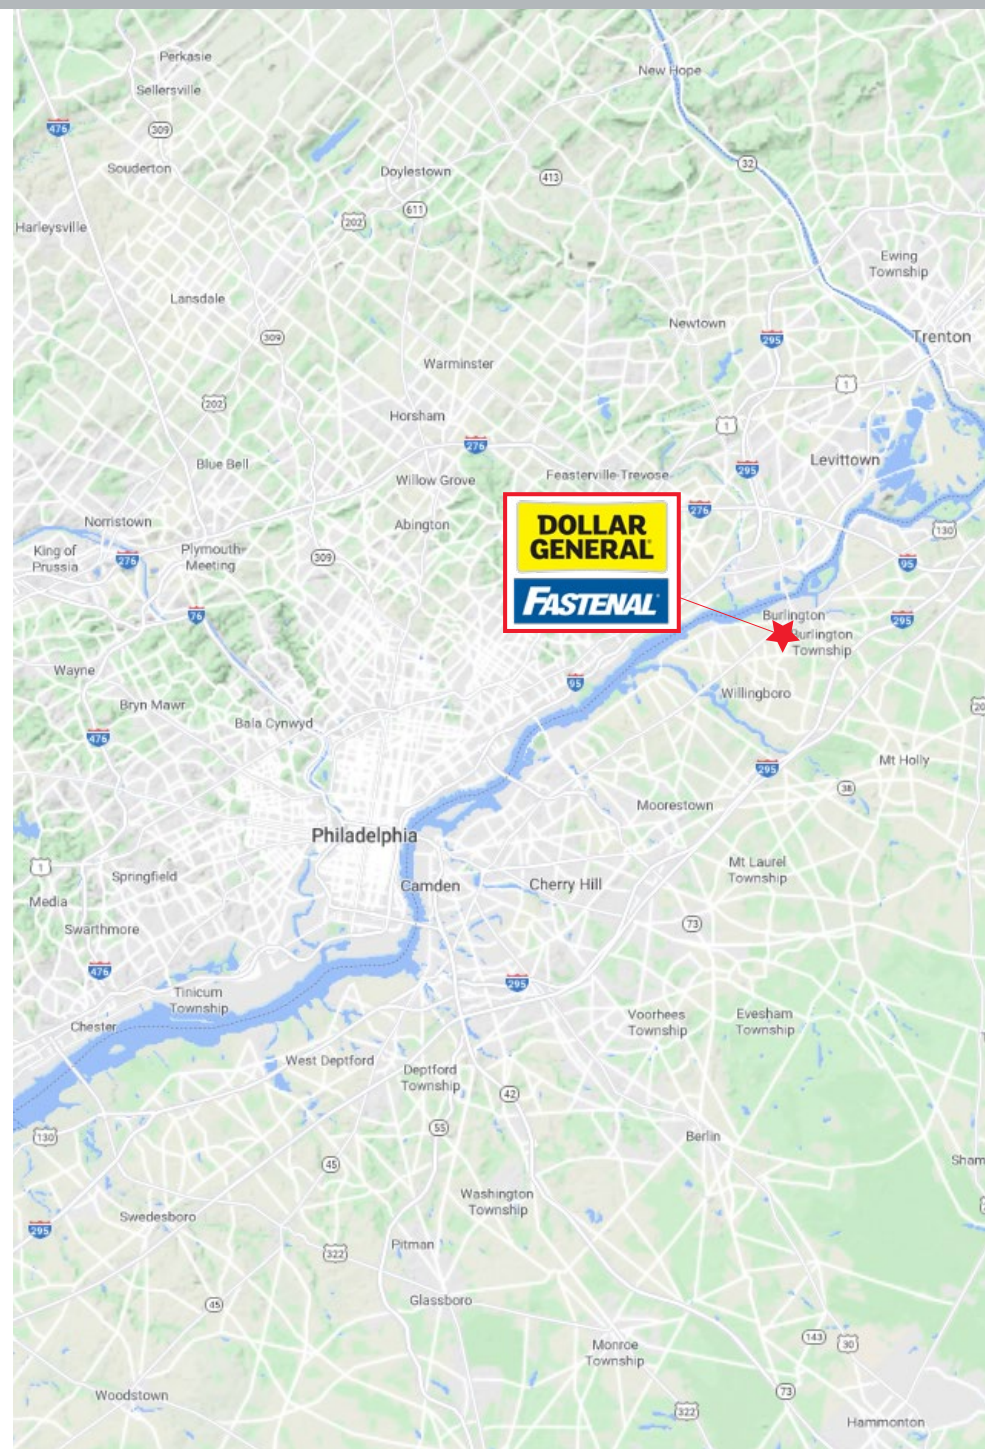 Perkasie
New Hope
Sellersville
476
309
32
Souderton
Doylestown
413
611
202
Harleysville
Ewing
Township
Lansdale
Newtown
309
295
Trenton
Warminster
1
202
Horsham
1
276
Levittown
Blue Bell
295
Feasterville-Trevose
Willow Grove
276
DOLLAR
GENERAL
FASTENAL
Norristown
Abington
130
King of
Prussia
276
Plymouth
Meeting
309
95
76
Burlington
295
Burlington
Township
Wayne
95
Willingboro
Bryn Mawr
Bala Cynwyd
476
Mt Holly
295
38
Moorestown
Philadelphia
1
Springfield
Mt Laurel
Township
Camden
Cherry Hill
Media
Swarthmore
73
476
295
Tinicum
Township
Chester
Voorhees
Township
Evesham
Township
West Deptford
Deptford
Township
42
130
55
Berlin
45
Sham
Washington
Township
Swedesboro
295
Pitman
322
Glassboro
45
Monroe
Township
143
30
73
Woodstown
322
Hammonton